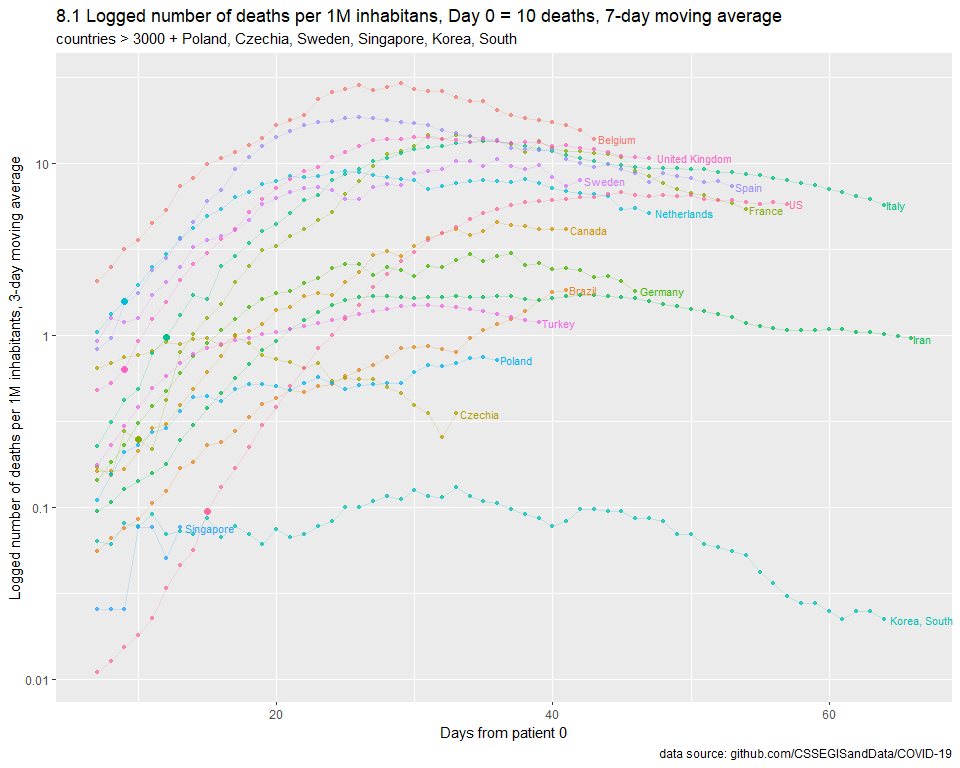 8.1 Logged number of deaths per 1M inhabitans, Day 0 = 10 deaths, 7-day moving average
countries > 3000 + Poland, Czechia, Sweden, Singapore, Korea, South
Logged number of deaths per 1M inhabitants, 3-day moving average
10
1
0.1
0.01
Belgium
United Kingdom
Sweden
Spain
Italy
France
US
Netherlands
Canada
Brazil
Germany
Turkey
Iran
Poland
Czechia
Singapore
Korea, South
20
40
60
Days from patient 0
data source: github.com/CSSEGISandData/COVID-19